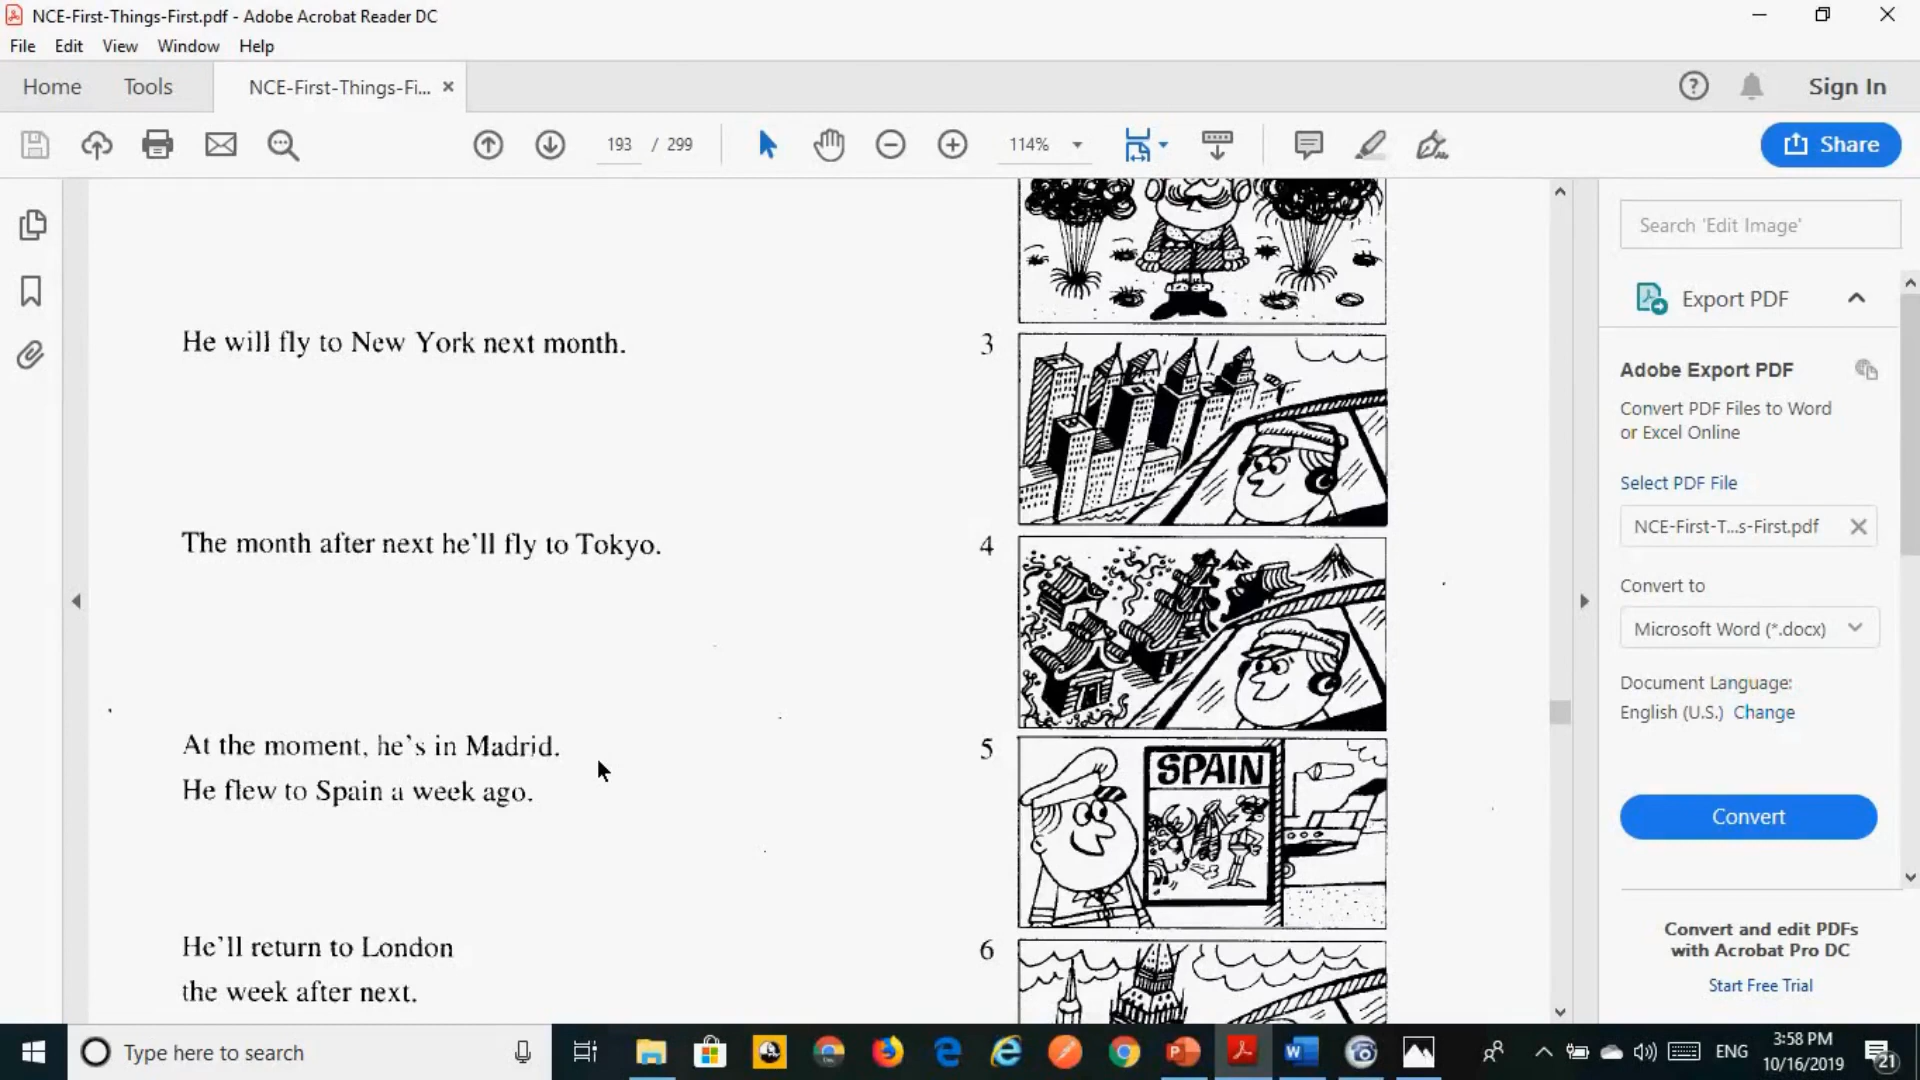 NCE-First-Things-First.pdf - Adobe Acrobat Reader DC
File Edit View Window Help
Home Tools NCE-First-Things-Fi... ×
Sign In
193 / 299
114%
Share
Search 'Edit Image'
Export PDF
Adobe Export PDF
Convert PDF Files to Word
or Excel Online
Select PDF File
NCE-First-T...s-First.pdf
Convert to
Microsoft Word (*.docx)
Document Language:
English (U.S.) Change
Convert
Convert and edit PDFs
with Acrobat Pro DC
Start Free Trial
He will fly to New York next month.
3
The month after next he'll fly to Tokyo.
4
At the moment, he's in Madrid.
He flew to Spain a week ago.
5
SPAIN
He'll return to London
the week after next.
6
Type here to search
ENG
3:58 PM
10/16/2019
21